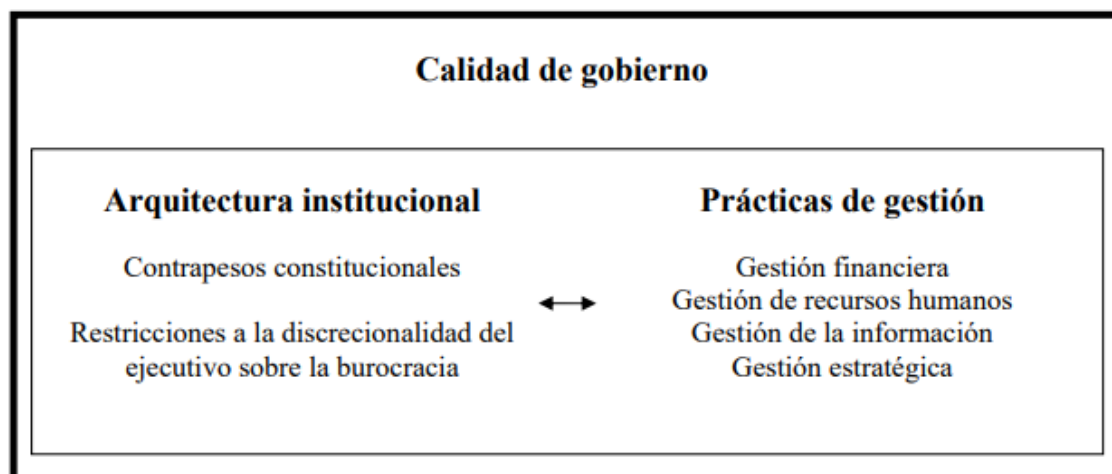 Calidad de gobierno
Arquitectura institucional
Contrapesos constitucionales
Restricciones a la discrecionalidad del
ejecutivo sobre la burocracia
Prácticas de gestión
Gestión financiera
Gestión de recursos humanos
Gestión de la información
Gestión estratégica